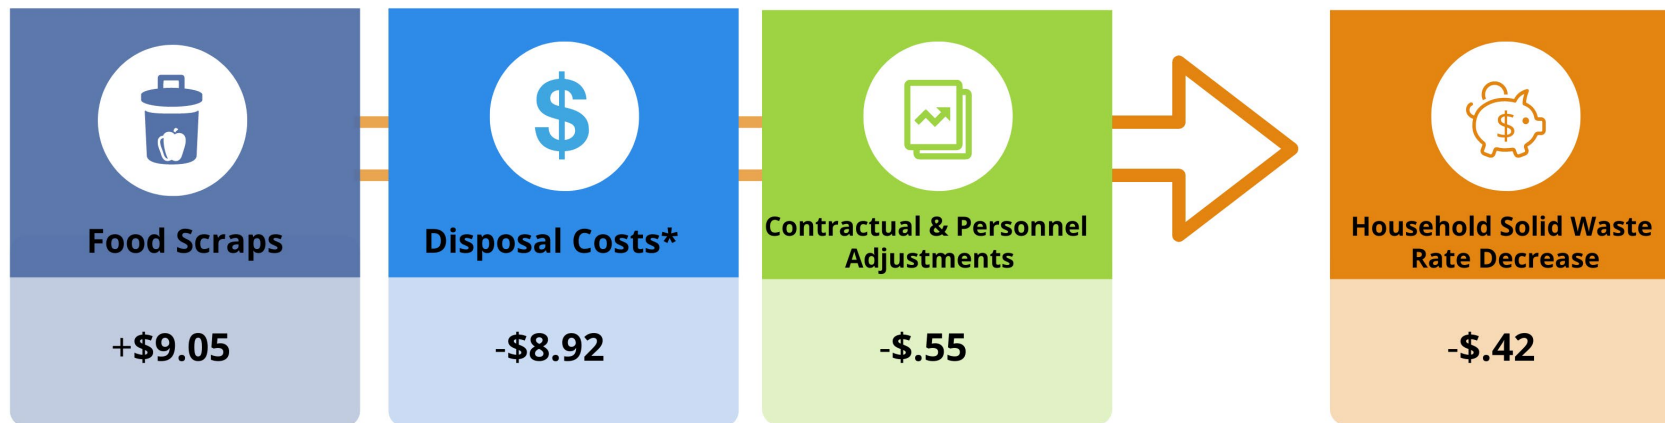 $
$
Food Scraps
Disposal Costs*
Contractual & Personnel
Adjustments
Household Solid Waste
Rate Decrease
+$9.05
-$8.92
-$.55
-$.42